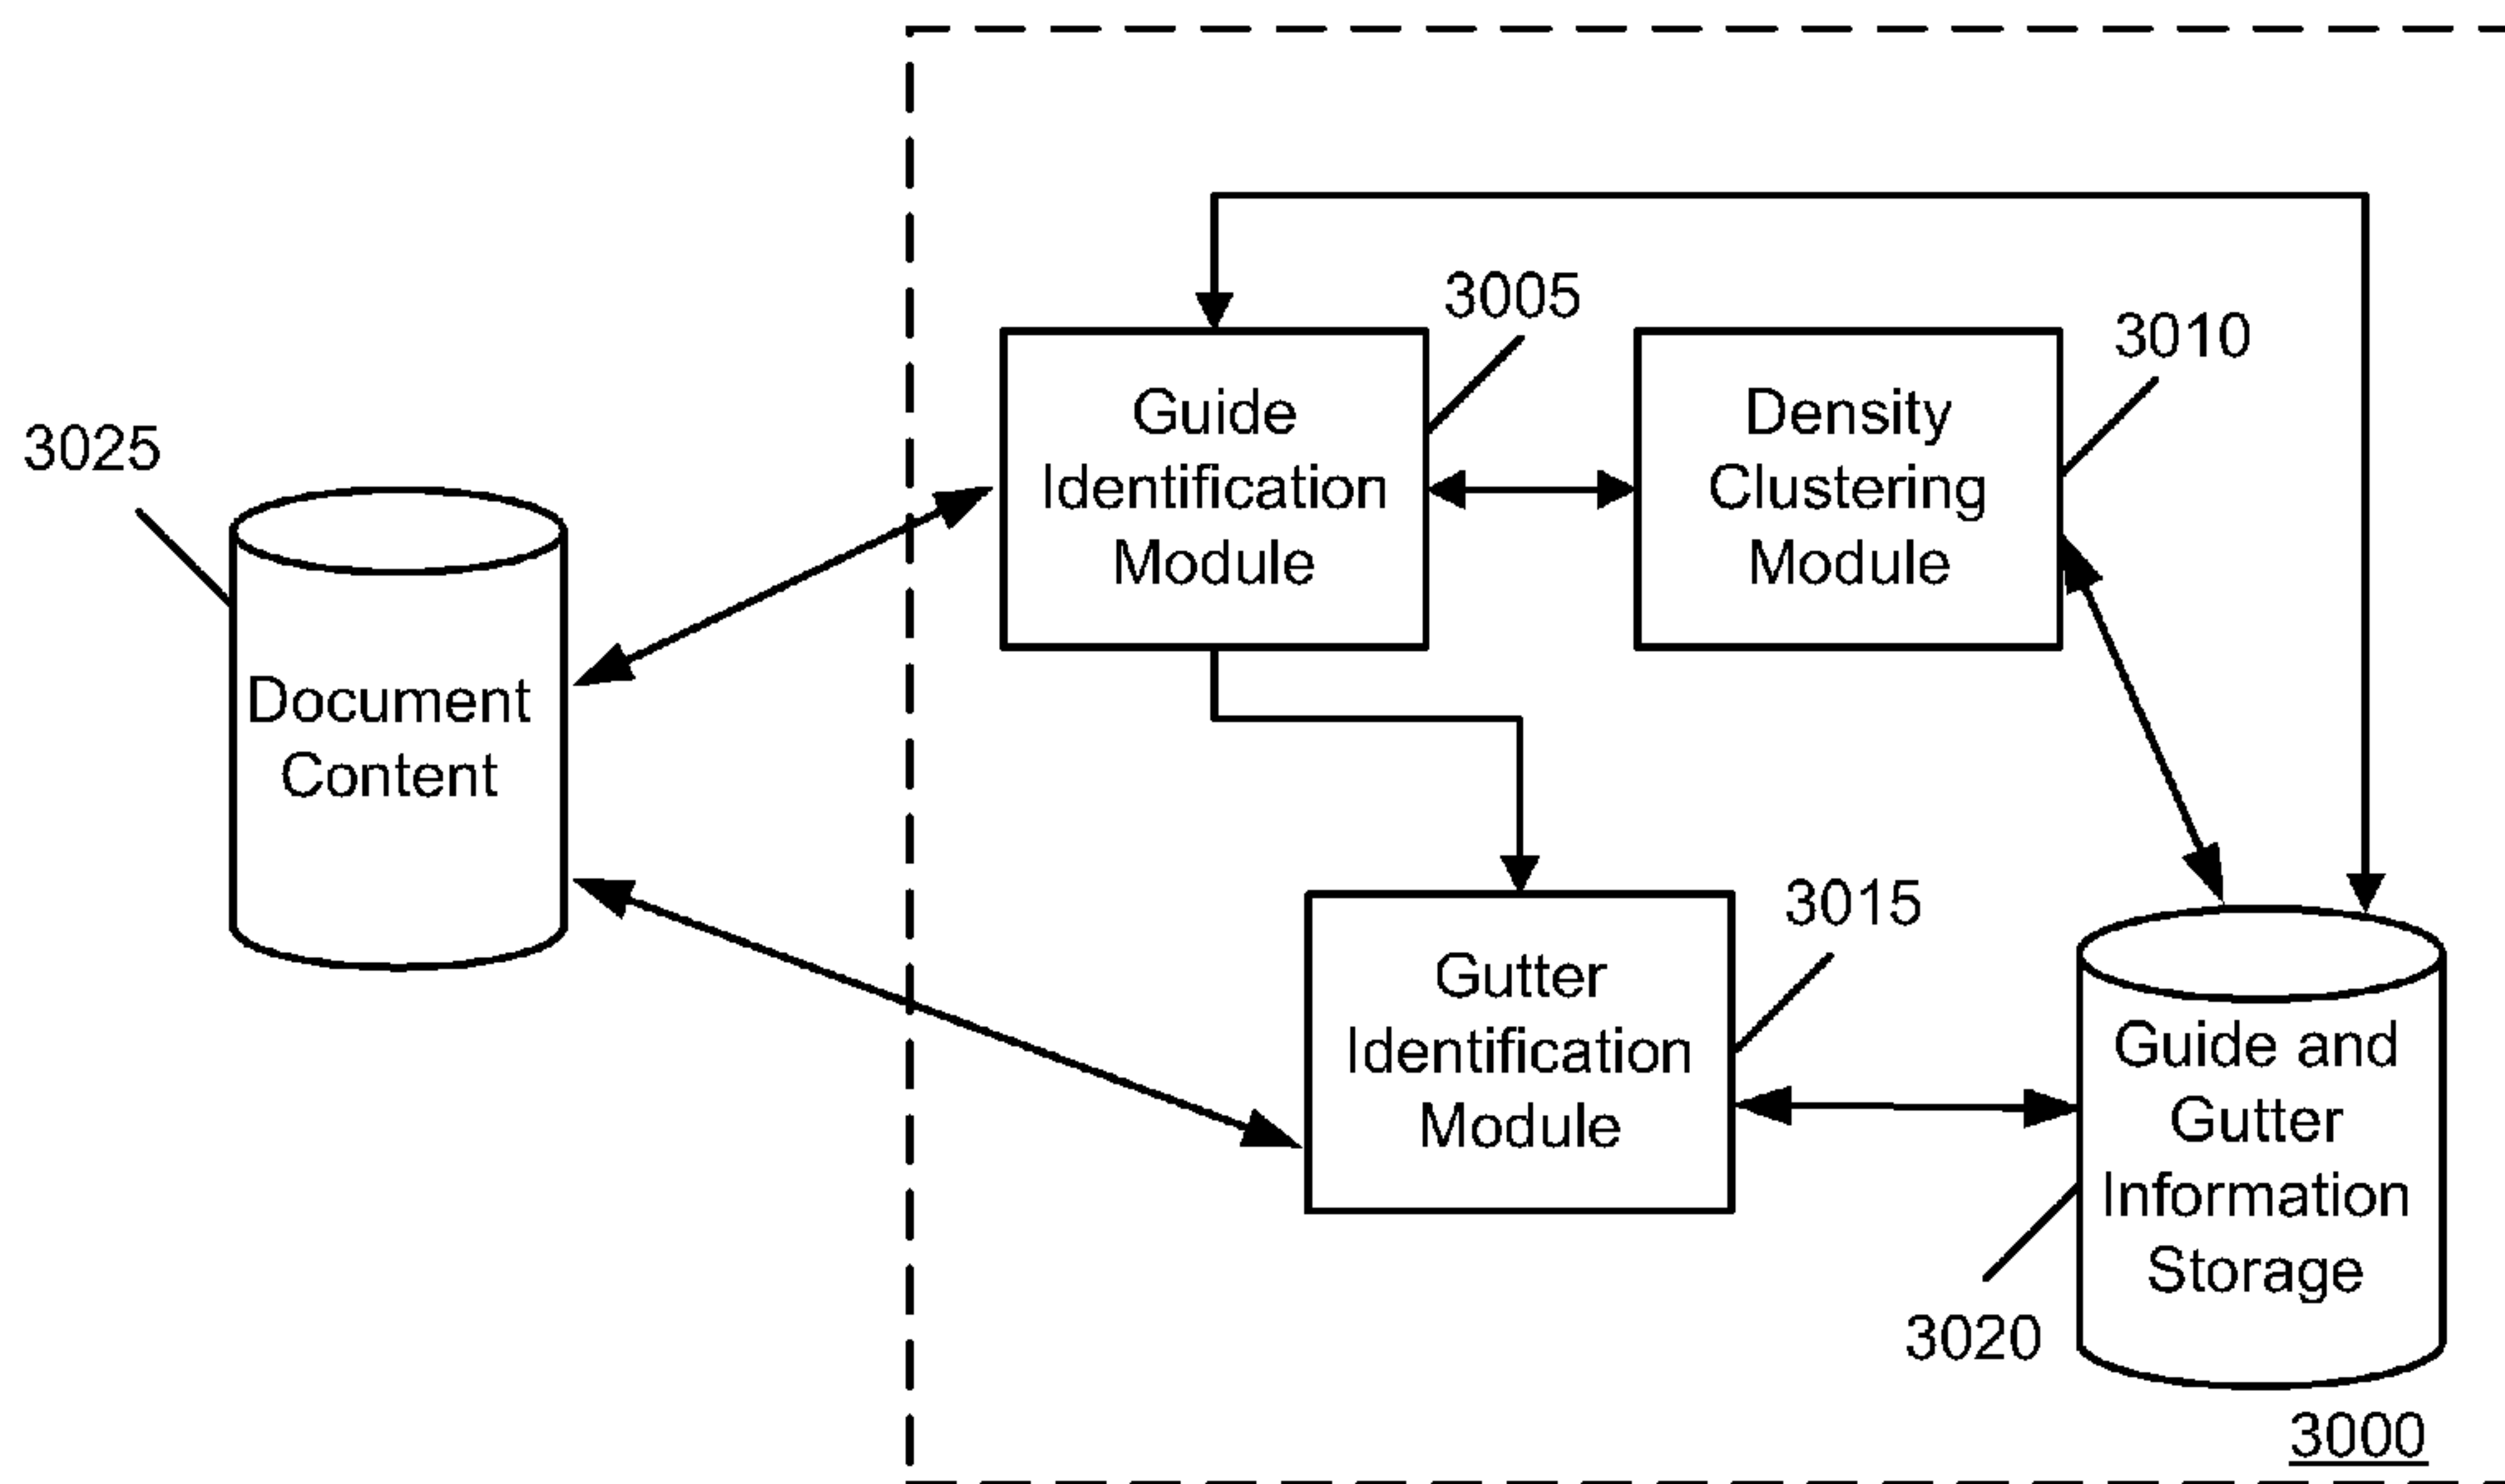 3005
3010
Guide
Identification
Module
Density
Clustering
Module
3025
Document
Content
3015
Gutter
Identification
Module
Guide and
Gutter
Information
Storage
3020
3000